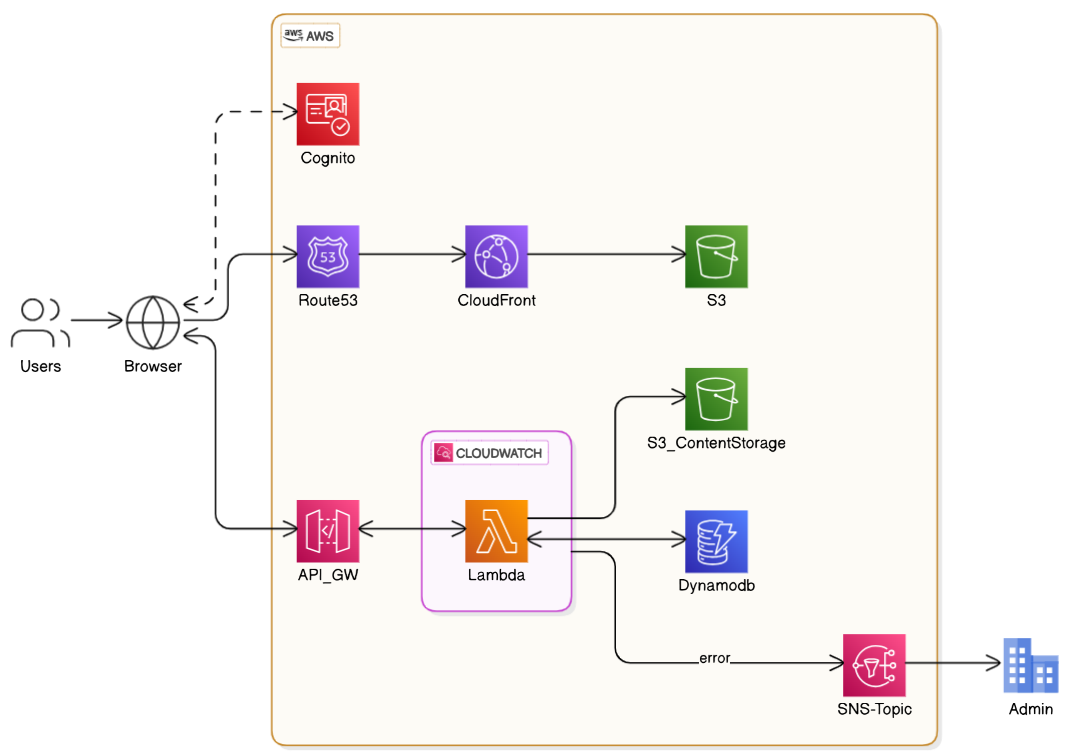 aws AWS
Cognito
53
Route53
CloudFront
S3
Users
Browser
S3_ContentStorage
CLOUDWATCH
</>
API_GW
Lambda
Dynamodb
error
SNS-Topic
Admin